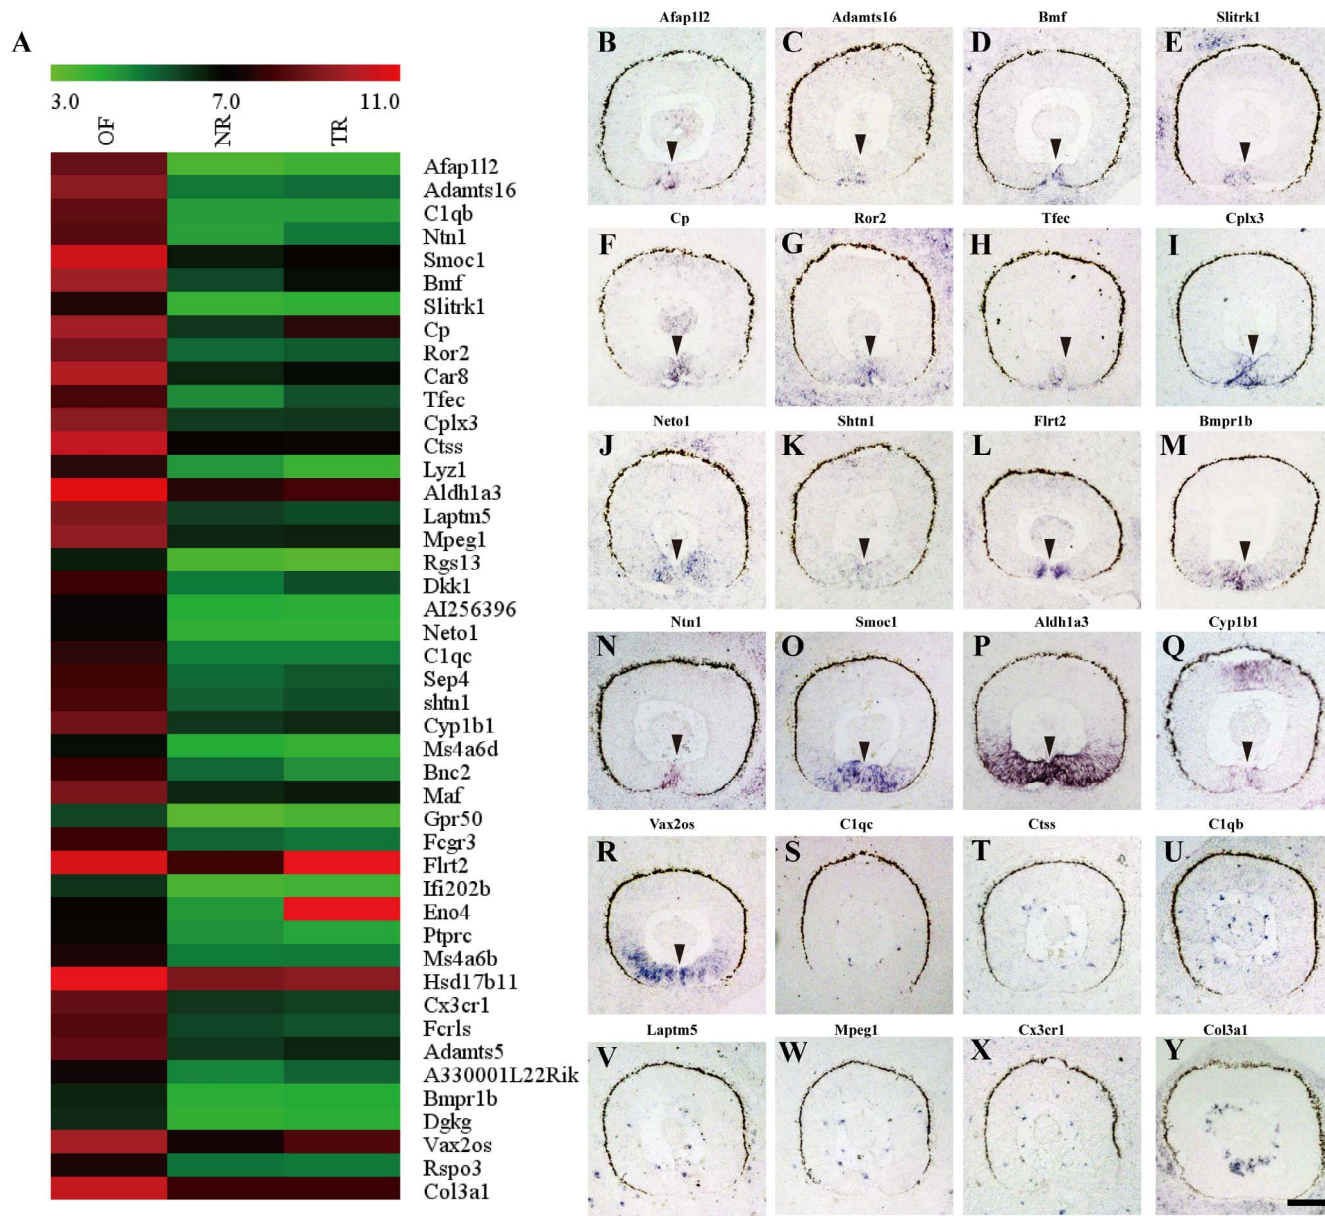 A
3.0 7.0 11.0
OF NR TR
Afap1l2
Adamts16
C1qb
Ntn1
Smoc1
Bmf
Slitrk1
Cp
Ror2
Car8
Tfec
Cplx3
Ctss
Lyz1
Aldh1a3
Laptm5
Mpeg1
Rgs13
Dkk1
AI256396
Neto1
C1qc
Sep4
shtn1
Cyp1b1
Ms4a6d
Bnc2
Maf
Gpr50
Fcgr3
Flrt2
Ifi202b
Eno4
Ptprc
Ms4a6b
Hsd17b11
Cx3cr1
Fcrls
Adamts5
A330001L22Rik
Bmpr1b
Dgkg
Vax2os
Rspo3
Col3a1
Afap1l2 Adamts16 Bmf Slitrk1
B C D E
Cp Ror2 Tfec Cplx3
F G H I
Neto1 Shtn1 Flrt2 Bmpr1b
J K L M
Ntn1 Smoc1 Aldh1a3 Cyp1b1
N O P Q
Vax2os C1qc Ctss C1qb
R S T U
Laptm5 Mpeg1 Cx3cr1 Col3a1
V W X Y